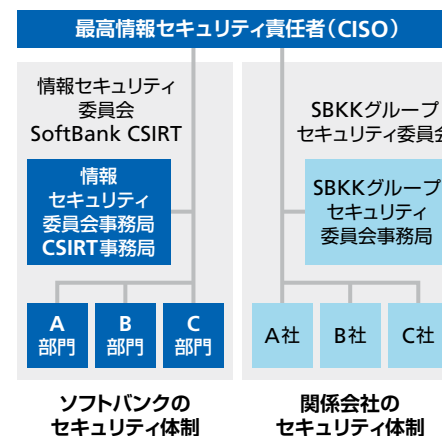 最高情報セキュリティ責任者（CISO）
情報セキュリティ
委員会
SoftBank CSIRT
情報
セキュリティ
委員会事務局
CSIRT事務局
A
部門
B
部門
C
部門
ソフトバンクの
セキュリティ体制
SBKKグループ
セキュリティ委員会
SBKKグループ
セキュリティ
委員会事務局
A社
B社
C社
関係会社の
セキュリティ体制